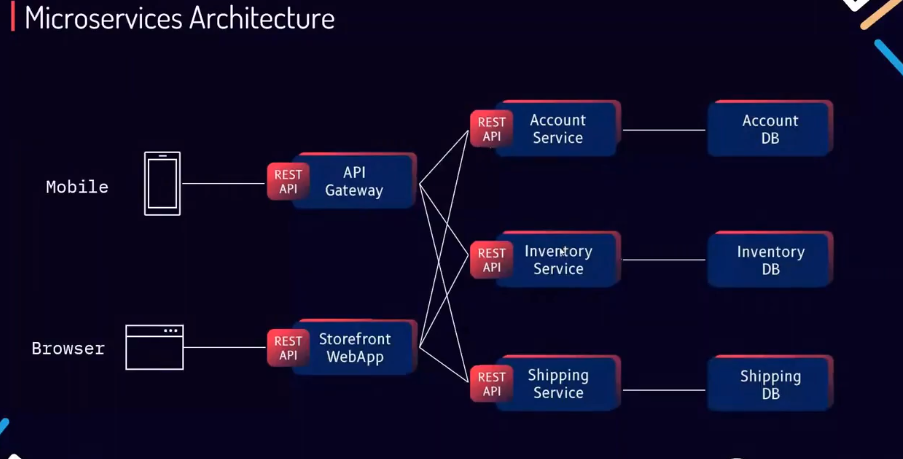 Microservices Architecture
Mobile
REST
API
API
Gateway
Browser
REST
API
Storefront
WebApp
REST
API
Account
Service
Account
DB
REST
API
Inventory
Service
Inventory
DB
REST
API
Shipping
Service
Shipping
DB